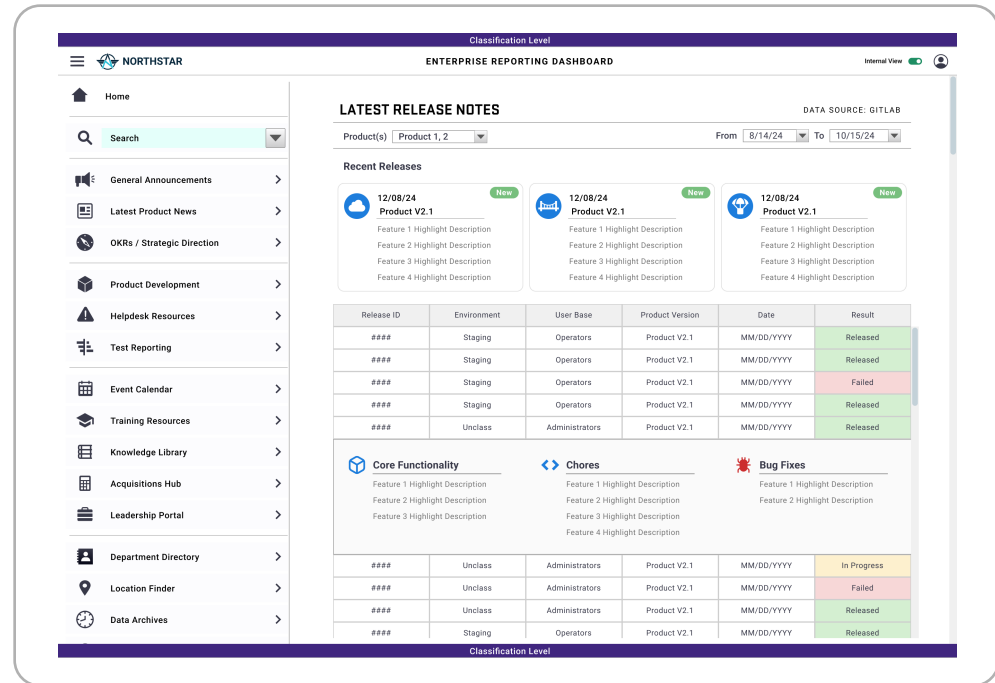 Classification Level
NORTHSTAR
ENTERPRISE REPORTING DASHBOARD
Internal View
Home
Search
General Announcements
Latest Product News
OKRs / Strategic Direction
Product Development
Helpdesk Resources
Test Reporting
Event Calendar
Training Resources
Knowledge Library
Acquisitions Hub
Leadership Portal
Department Directory
Location Finder
Data Archives
LATEST RELEASE NOTES
DATA SOURCE: GITLAB
Product(s) Product 1, 2
From 8/14/24 To 10/15/24
Recent Releases
New
12/08/24
Product V2.1
Feature 1 Highlight Description
Feature 2 Highlight Description
Feature 3 Highlight Description
Feature 4 Highlight Description
New
12/08/24
Product V2.1
Feature 1 Highlight Description
Feature 2 Highlight Description
Feature 3 Highlight Description
Feature 4 Highlight Description
New
12/08/24
Product V2.1
Feature 1 Highlight Description
Feature 2 Highlight Description
Feature 3 Highlight Description
Feature 4 Highlight Description
Release ID Environment User Base Product Version Date Result
#### Staging Operators Product V2.1 MM/DD/YYYY Released
#### Staging Operators Product V2.1 MM/DD/YYYY Released
#### Staging Operators Product V2.1 MM/DD/YYYY Failed
#### Staging Operators Product V2.1 MM/DD/YYYY Released
#### Unclass Administrators Product V2.1 MM/DD/YYYY Released
Core Functionality
Feature 1 Highlight Description
Feature 2 Highlight Description
Feature 3 Highlight Description
Chores
Feature 1 Highlight Description
Feature 2 Highlight Description
Feature 3 Highlight Description
Feature 4 Highlight Description
Bug Fixes
Feature 1 Highlight Description
Feature 2 Highlight Description
#### Unclass Administrators Product V2.1 MM/DD/YYYY In Progress
#### Unclass Administrators Product V2.1 MM/DD/YYYY Failed
#### Unclass Administrators Product V2.1 MM/DD/YYYY Released
#### Staging Operators Product V2.1 MM/DD/YYYY Released
Classification Level